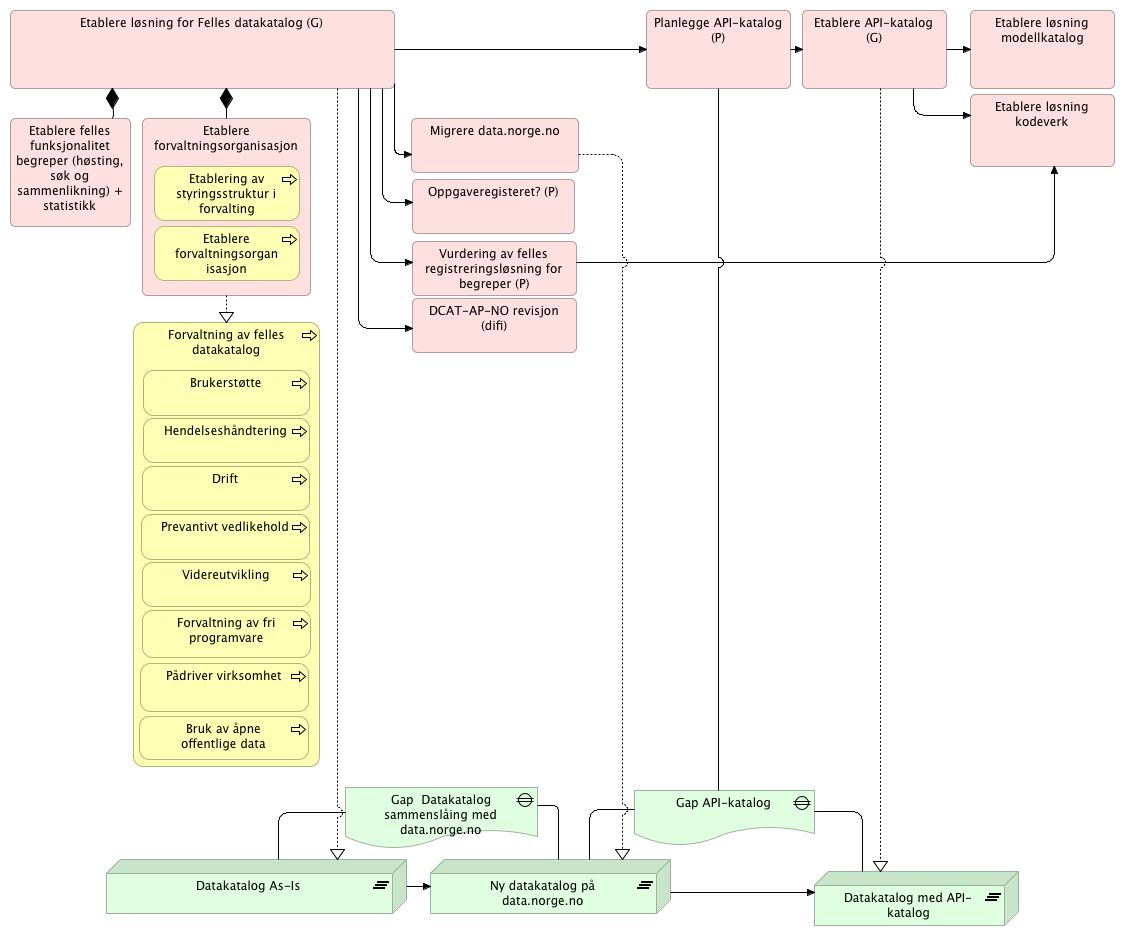 Etablere løsning for Felles datakatalog (G)
Planlegge API-katalog
(P)
Etablere API-katalog
(G)
Etablere løsning
modellkatalog
Etablere løsning
kodeverk
Etablere felles
funksjonalitet
begreper (høsting,
søk og
sammenlikning) +
statistikk
Etablere
forvaltningsorganisasjon
Etablering av
styringsstruktur i
forvalting
Etablere
forvaltningsorgan
isasjon
Migrere data.norge.no
Oppgaveregisteret? (P)
Vurdering av felles
registreringsløsning for
begreper (P)
DCAT-AP-NO revisjon
(difi)
Forvaltning av felles
datakatalog
Brukerstøtte
Hendelseshåndtering
Drift
Prevantivt vedlikehold
Videreutvikling
Forvaltning av fri
programvare
Pådriver virksomhet
Bruk av åpne
offentlige data
Gap  Datakatalog
sammenslåing med
data.norge.no
Gap API-katalog
Datakatalog As-Is
Ny datakatalog på
data.norge.no
Datakatalog med API-
katalog